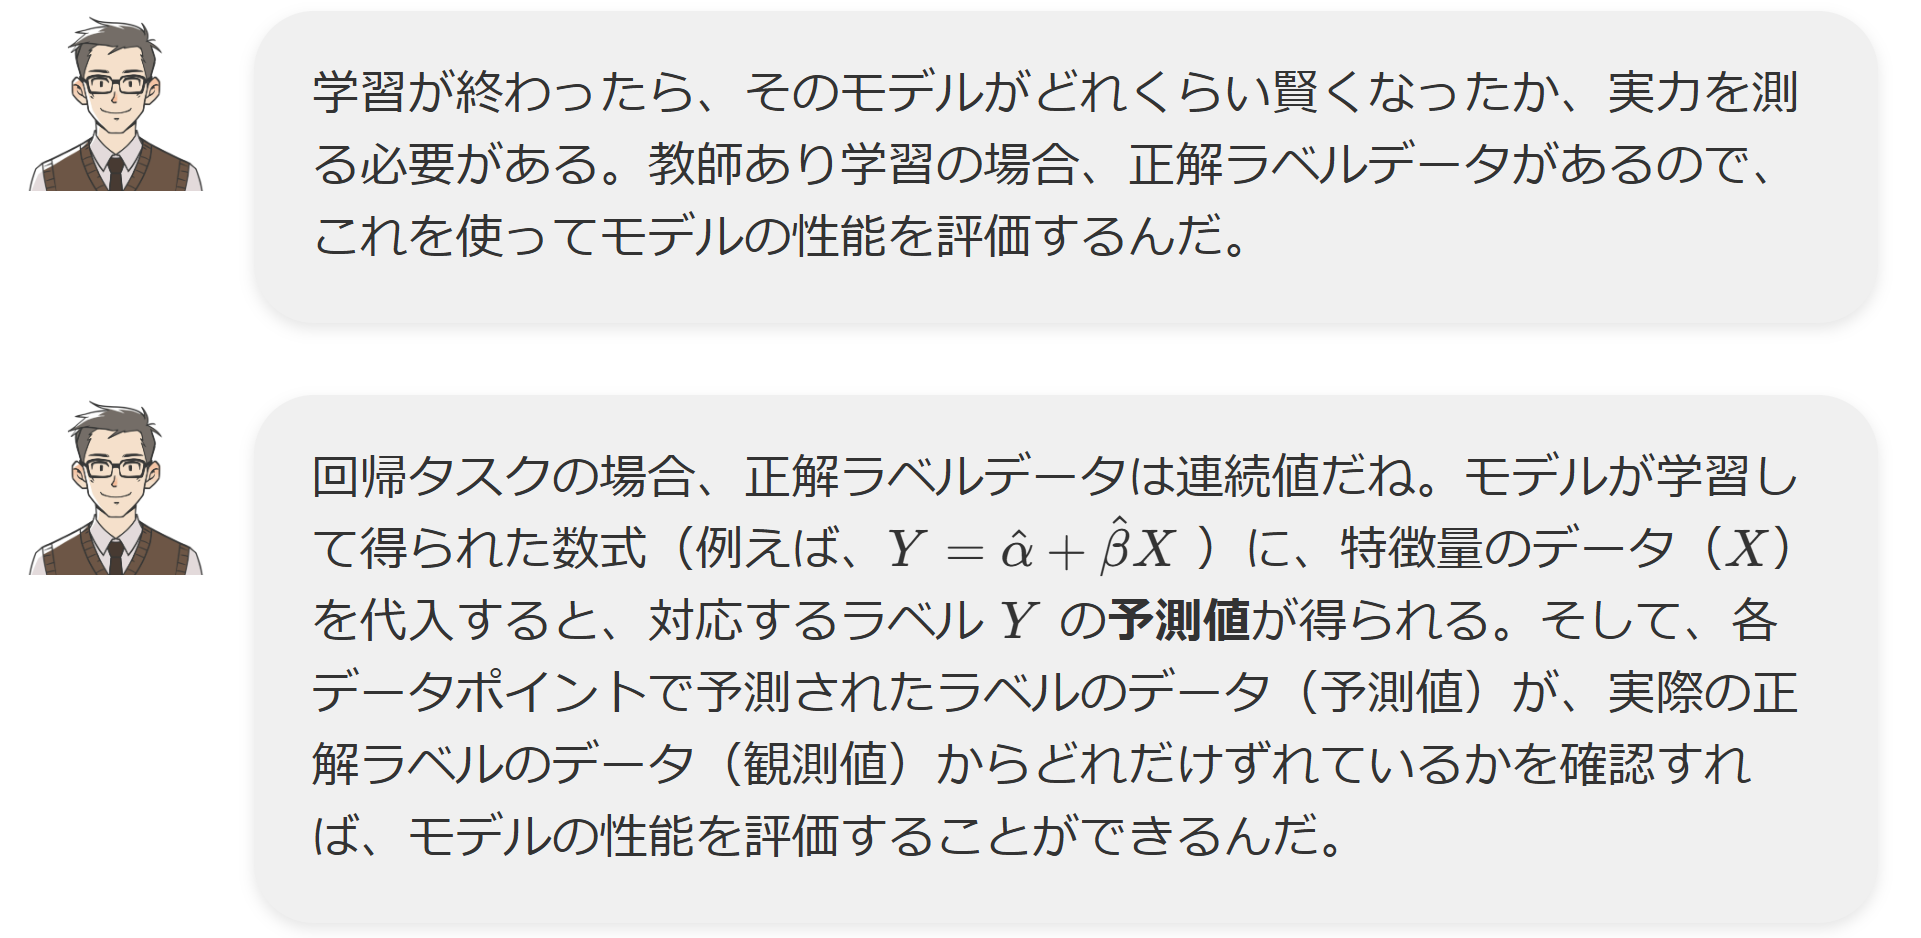 学習が終わったら、そのモデルがどれくらい賢くなったか、実力を測
る必要がある。教師あり学習の場合、正解ラベルデータがあるので、
これを使ってモデルの性能を評価するんだ。
回帰タスクの場合、正解ラベルデータは連続値だね。モデルが学習し
て得られた数式（例えば、Y = α̂ + β̂X ）に、特徴量のデータ（X）
を代入すると、対応するラベル Y の予測値が得られる。そして、各
データポイントで予測されたラベルのデータ（予測値）が、実際の正
解ラベルのデータ（観測値）からどれだけずれているかを確認すれ
ば、モデルの性能を評価することができるんだ。